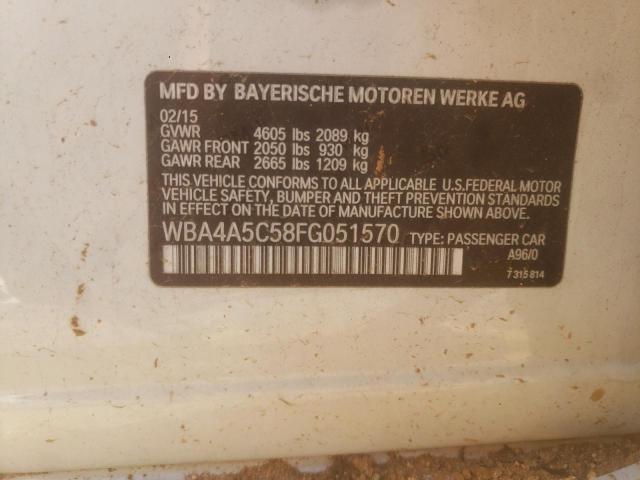 MFD BY BAYERISCHE MOTOREN WERKE AG
02/15
GVWR 4605 lbs 2089 kg
GAWR FRONT 2050 lbs 930 kg
GAWR REAR 2665 lbs 1209 kg
THIS VEHICLE CONFORMS TO ALL APPLICABLE U.S.FEDERAL MOTOR
VEHICLE SAFETY, BUMPER AND THEFT PREVENTION STANDARDS
IN EFFECT ON THE DATE OF MANUFACTURE SHOWN ABOVE.
WBA4A5C58FG051570 TYPE: PASSENGER CAR
A96/0
7 315 814